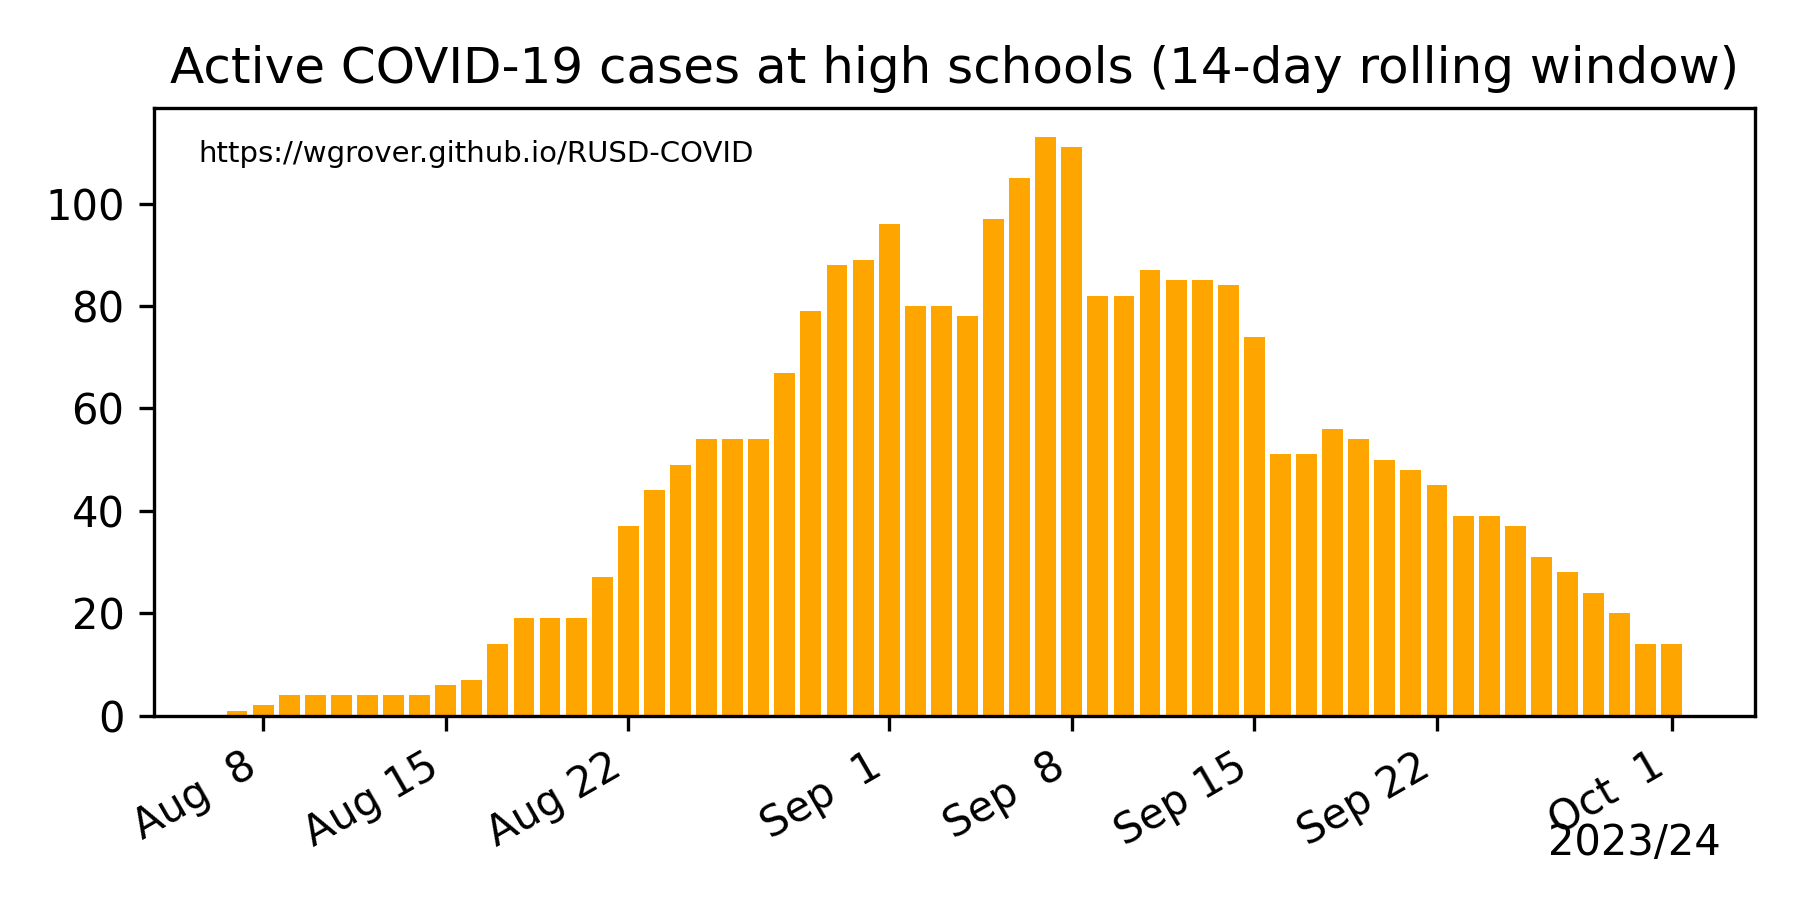 Active COVID-19 cases at high schools (14-day rolling window)
https://wgrover.github.io/RUSD-COVID
100
80
60
40
20
0
Aug 8
Aug 15
Aug 22
Sep 1
Sep 8
Sep 15
Sep 22
Oct 1
2023/24